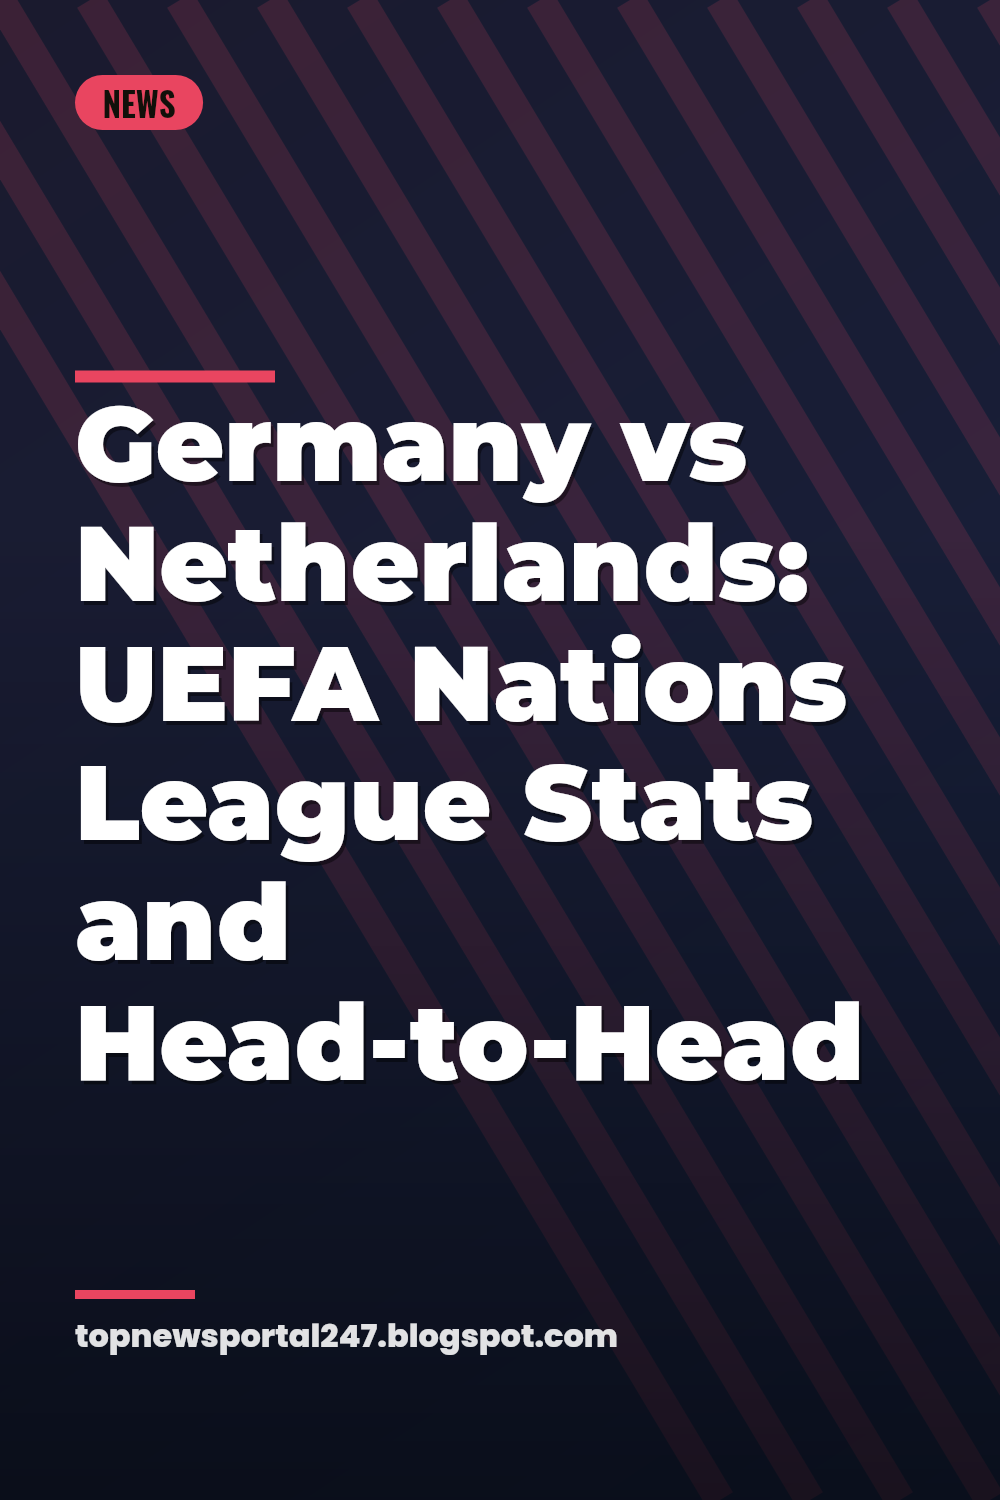 NEWS
Germany vs
Netherlands:
UEFA Nations
League Stats
and
Head-to-Head
topnewsportal247.blogspot.com